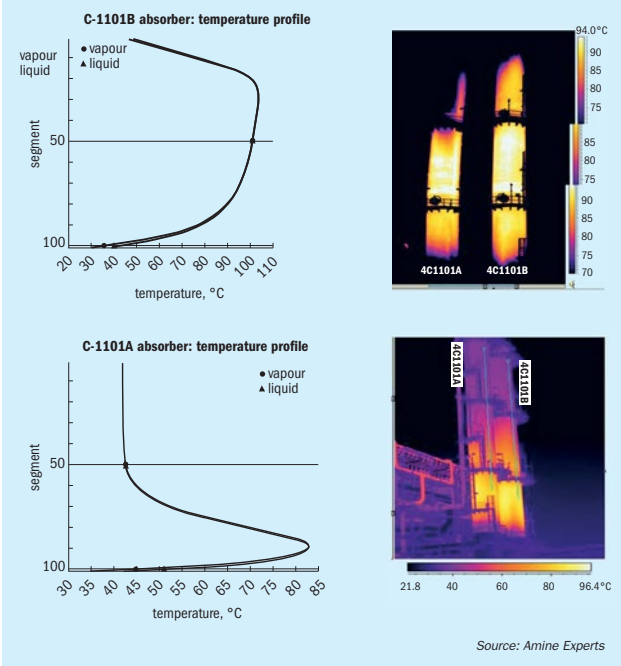 C-1101B absorber: temperature profile
vapour
liquid
vapour
liquid
segment
50
100
20
30
40
50
60
70
80
90
100
110
temperature, °C
94.0°C
90
85
80
75
85
80
75
90
85
80
75
70
4C1101A
4C1101B
C-1101A absorber: temperature profile
vapour
liquid
segment
50
100
30
35
40
45
50
55
60
65
70
75
80
85
temperature, °C
4C1101A
4C1101B
21.8
40
60
80
96.4°C
Source: Amine Experts